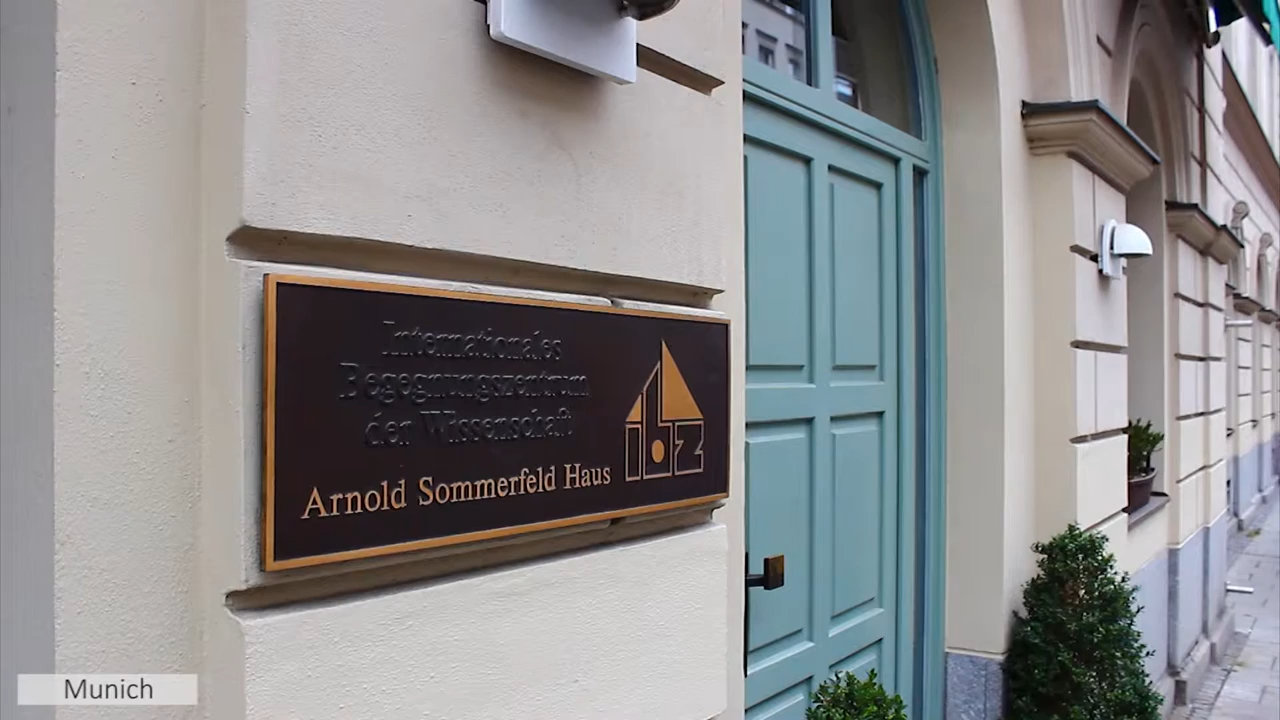 Internationales
Begegnungszentrum
der Wissenschaft
Arnold Sommerfeld Haus
ibz
Munich